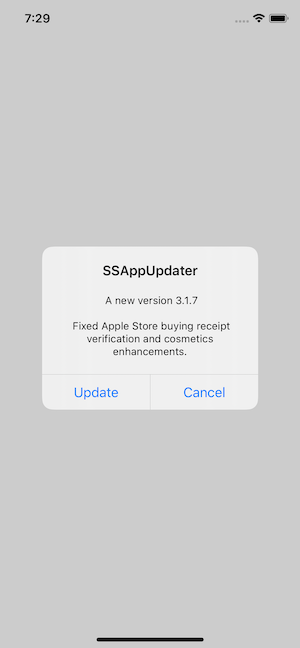 7:29
SSAppUpdater
A new version 3.1.7
Fixed Apple Store buying receipt
verification and cosmetics
enhancements.
Update
Cancel